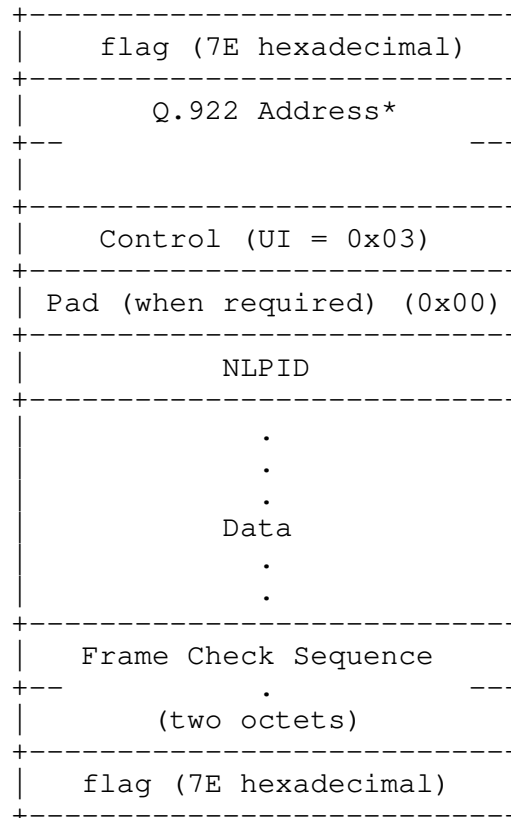 flag (7E hexadecimal)
Q.922 Address*
Control (UI = 0x03)
Pad (when required) (0x00)
NLPID
.
.
.
Data
.
.
Frame Check Sequence
.
(two octets)
flag (7E hexadecimal)